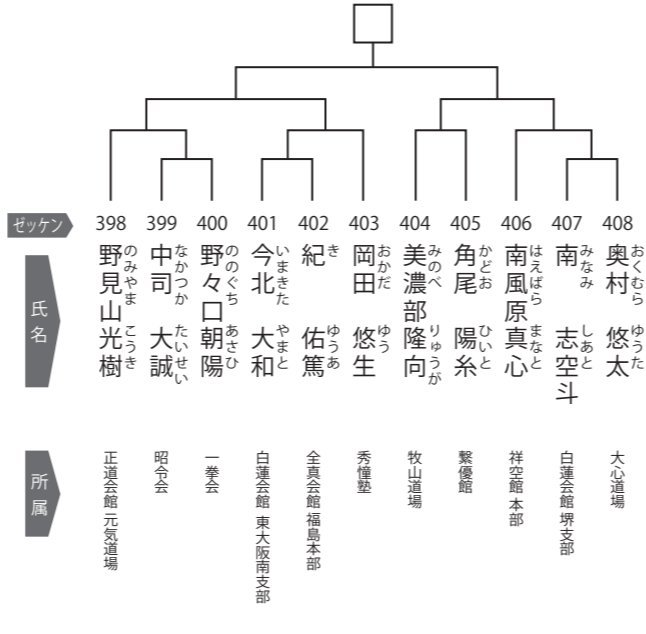 ゼッケン
398 399 400 401 402 403 404 405 406 407 408
氏名
野見山 光樹
のみやま こうき
中司 大誠
なかつか たいせい
野々口 朝陽
ののぐち あさひ
今北 大和
いまきた やまと
紀 佑篤
き ゆうあ
岡田 悠生
おかだ ゆう
美濃部 隆向
みのべ りゅうが
角尾 陽糸
かどお ひいと
南風原 真心
はえばら まなと
南 志空斗
みなみ しあと
奥村 悠太
おくむら ゆうた
所属
正道会館 元気道場
昭令会
一拳会
白蓮会館 東大阪南支部
全真会館 福島本部
秀憧塾
牧山道場
繋優館
祥空館 本部
白蓮会館 堺支部
大心道場